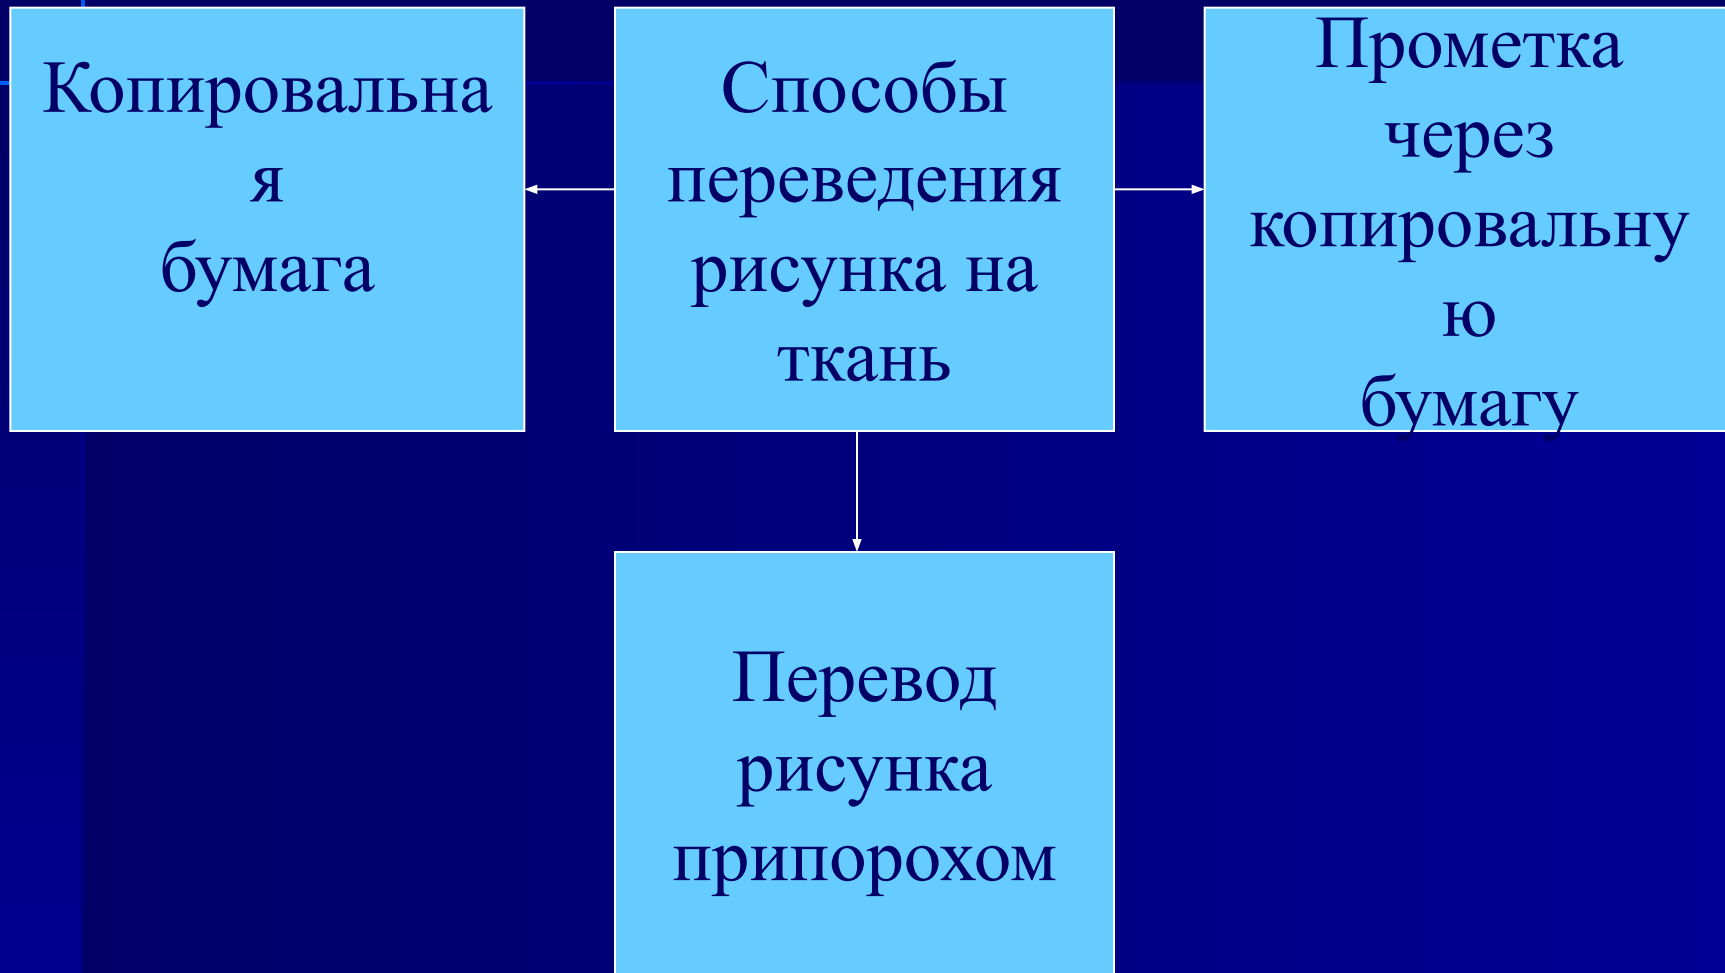 Копировальна
я
бумага
Способы
переведения
рисунка на
ткань
Прометка
через
копировальну
ю
бумагу
Перевод
рисунка
припорохом